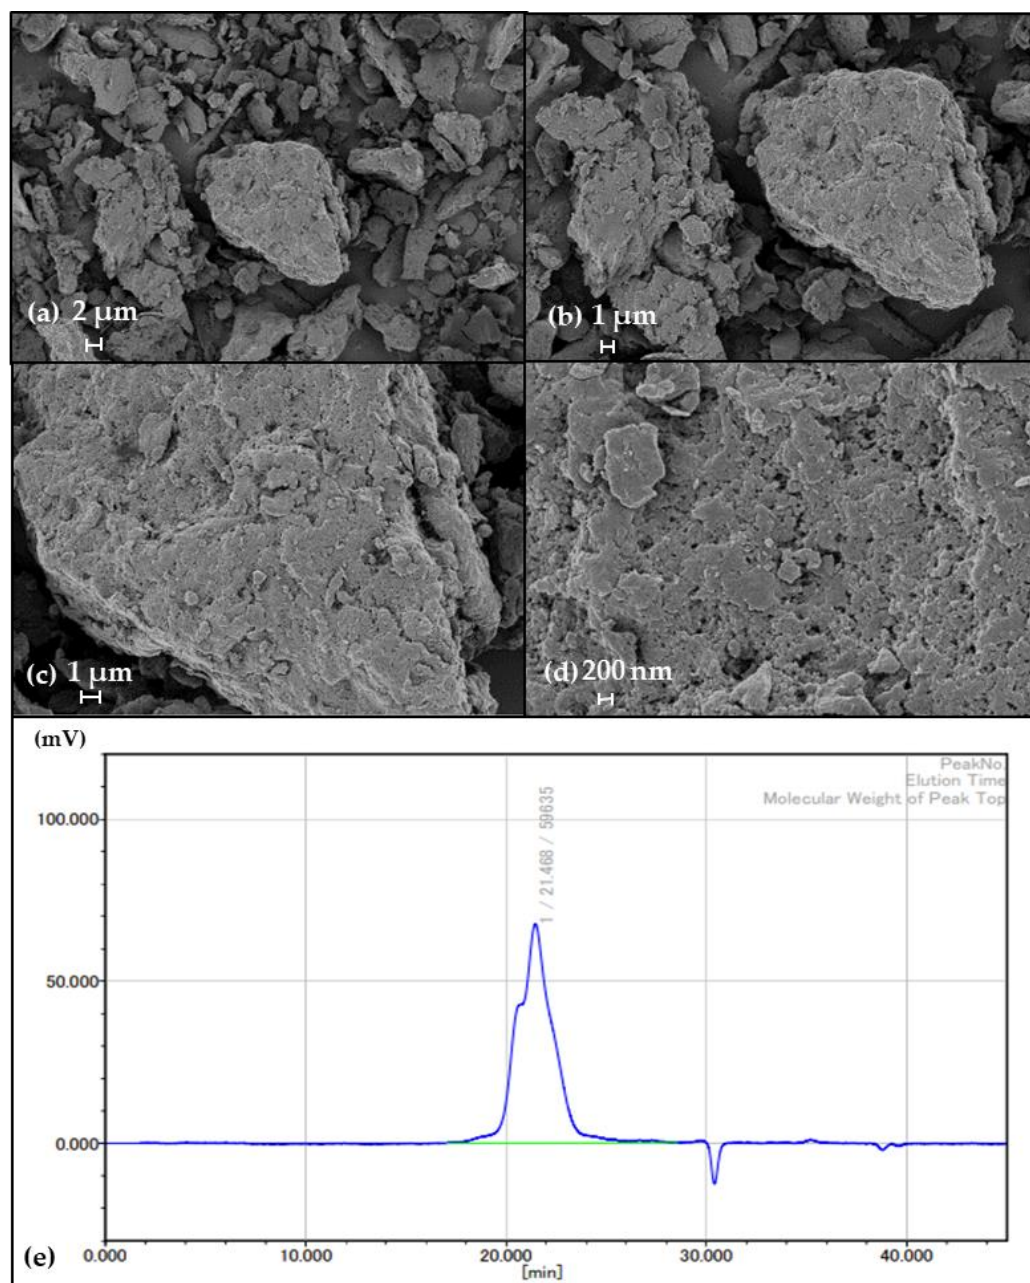 (a) 2 μm
(b) 1 μm
(c) 1 μm
(d) 200 nm
(mV)
PeakNo.
Elution Time
Molecular Weight of Peak Top
1 / 21.468 / 59635
100.000
50.000
0.000
0.000 10.000 20.000 30.000 40.000
[min]
(e)